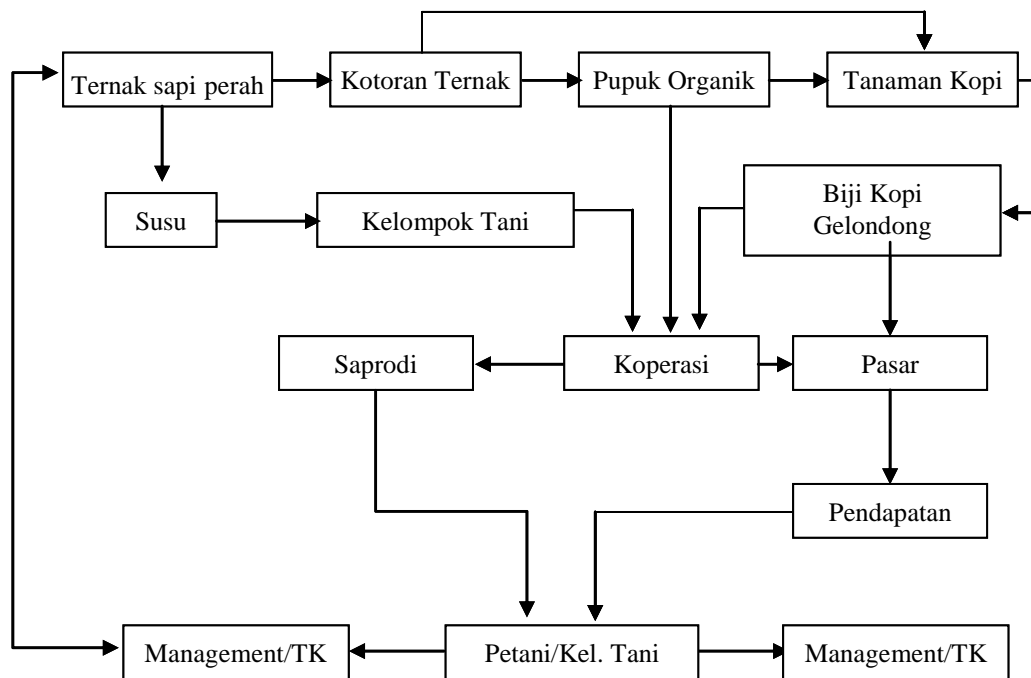 Ternak sapi perah
Kotoran Ternak
Pupuk Organik
Tanaman Kopi
Susu
Kelompok Tani
Biji Kopi
Gelondong
Saprodi
Koperasi
Pasar
Pendapatan
Management/TK
Petani/Kel. Tani
Management/TK